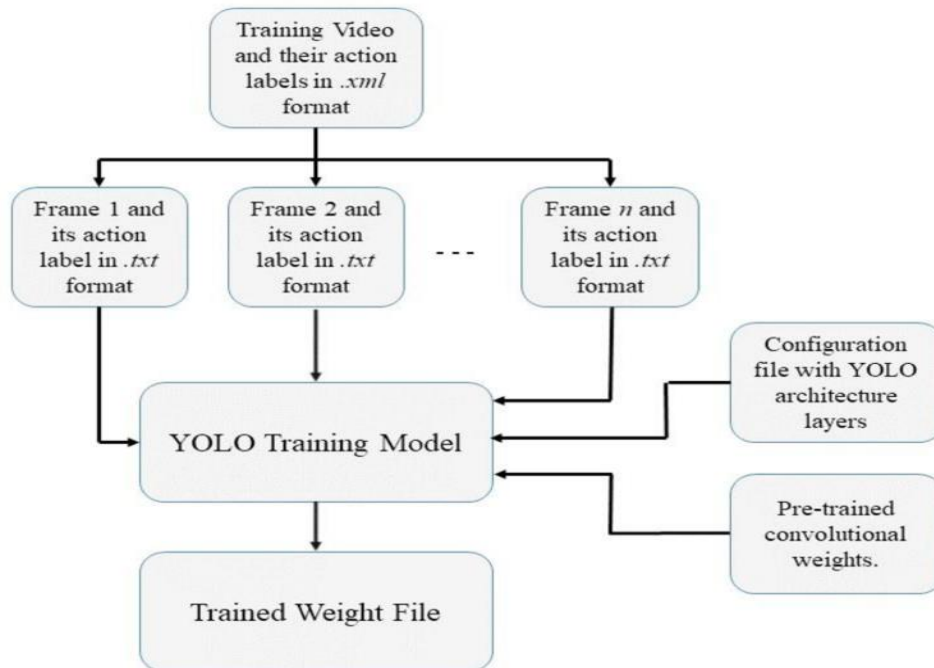 Training Video
and their action
labels in .xml
format
Frame 1 and
its action
label in .txt
format
Frame 2 and
its action
label in .txt
format
- - -
Frame n and
its action
label in .txt
format
Configuration
file with YOLO
architecture
layers
YOLO Training Model
Pre-trained
convolutional
weights.
Trained Weight File